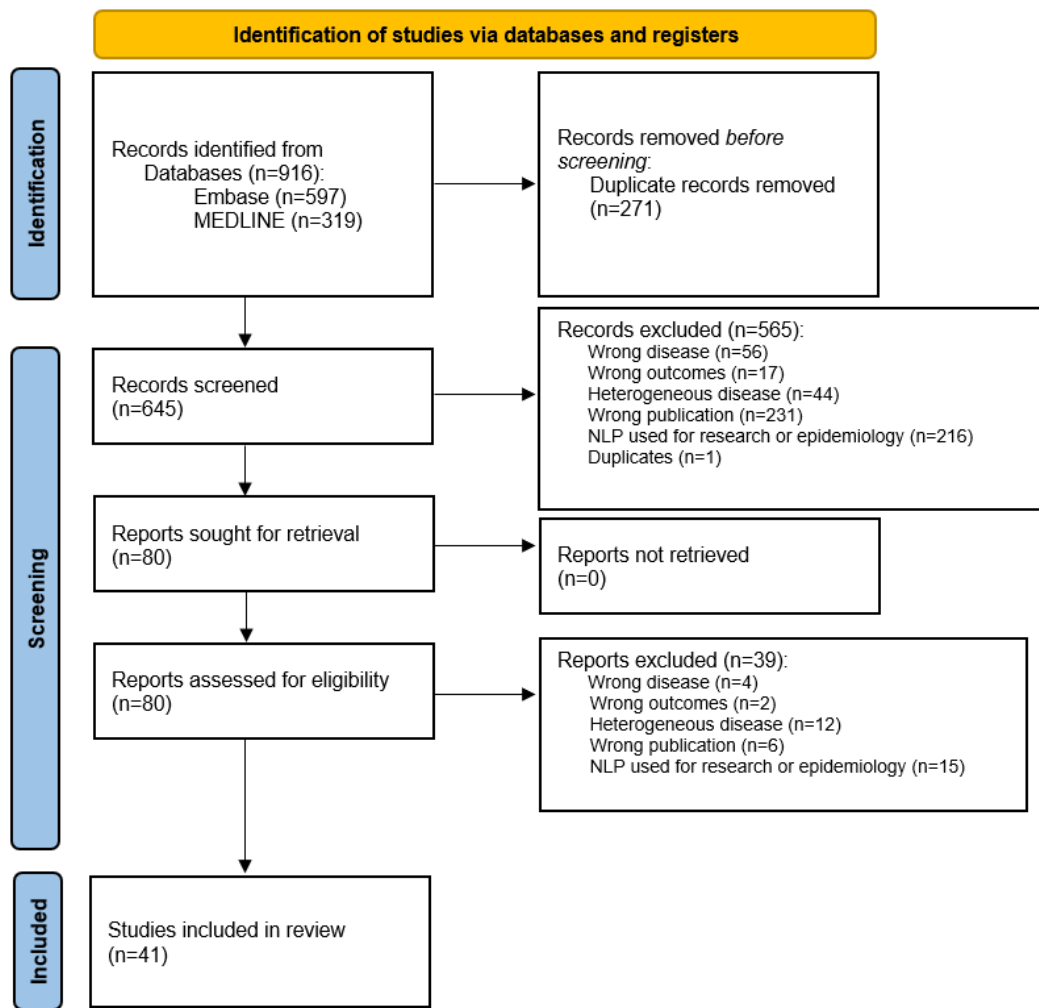 Identification of studies via databases and registers
Identification
Records identified from
Databases (n=916):
Embase (n=597)
MEDLINE (n=319)
Records removed before
screening:
Duplicate records removed
(n=271)
Screening
Records screened
(n=645)
Records excluded (n=565):
Wrong disease (n=56)
Wrong outcomes (n=17)
Heterogeneous disease (n=44)
Wrong publication (n=231)
NLP used for research or epidemiology (n=216)
Duplicates (n=1)
Reports sought for retrieval
(n=80)
Reports not retrieved
(n=0)
Reports assessed for eligibility
(n=80)
Reports excluded (n=39):
Wrong disease (n=4)
Wrong outcomes (n=2)
Heterogeneous disease (n=12)
Wrong publication (n=6)
NLP used for research or epidemiology (n=15)
Included
Studies included in review
(n=41)